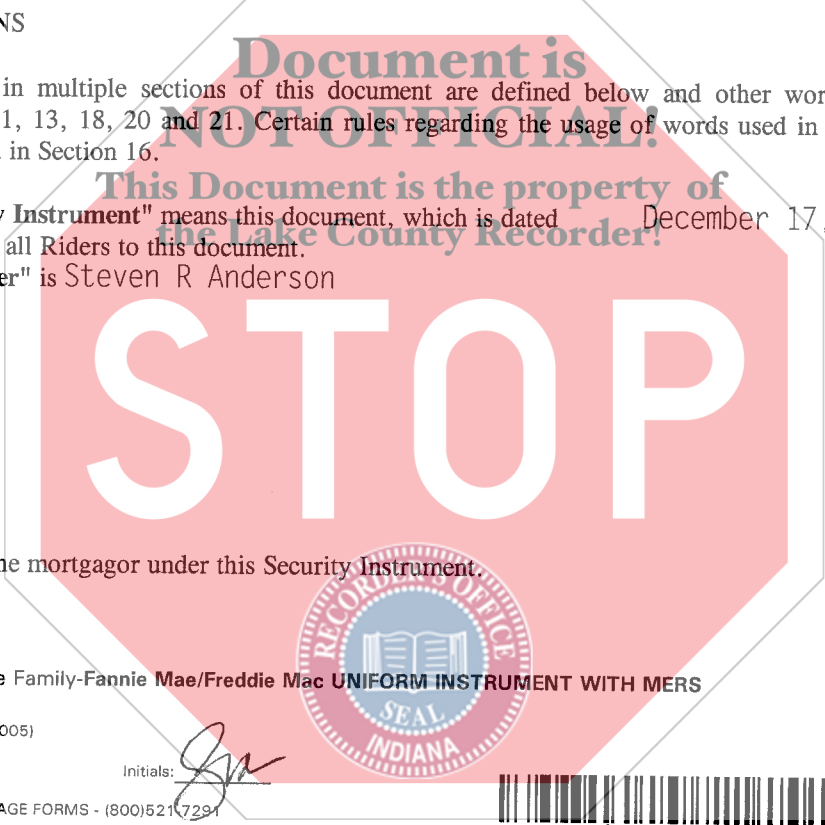 NS
Document is
in multiple sections of this document are defined below and other wor
1, 13, 18, 20 and 21. Certain rules regarding the usage of words used in
NOT OFFICIAL!
in Section 16.
This Document is the property of
Instrument" means this document, which is dated December 17,
the Lake County Recorder!
all Riders to this document.
er" is Steven R Anderson
STOP
he mortgagor under this Security Instrument.
RECORDER'S OFFICE
e Family-Fannie Mae/Freddie Mac UNIFORM INSTRUMENT WITH MERS
SEAL
INDIANA
005)
Initials:
AGE FORMS - (800)521-7291